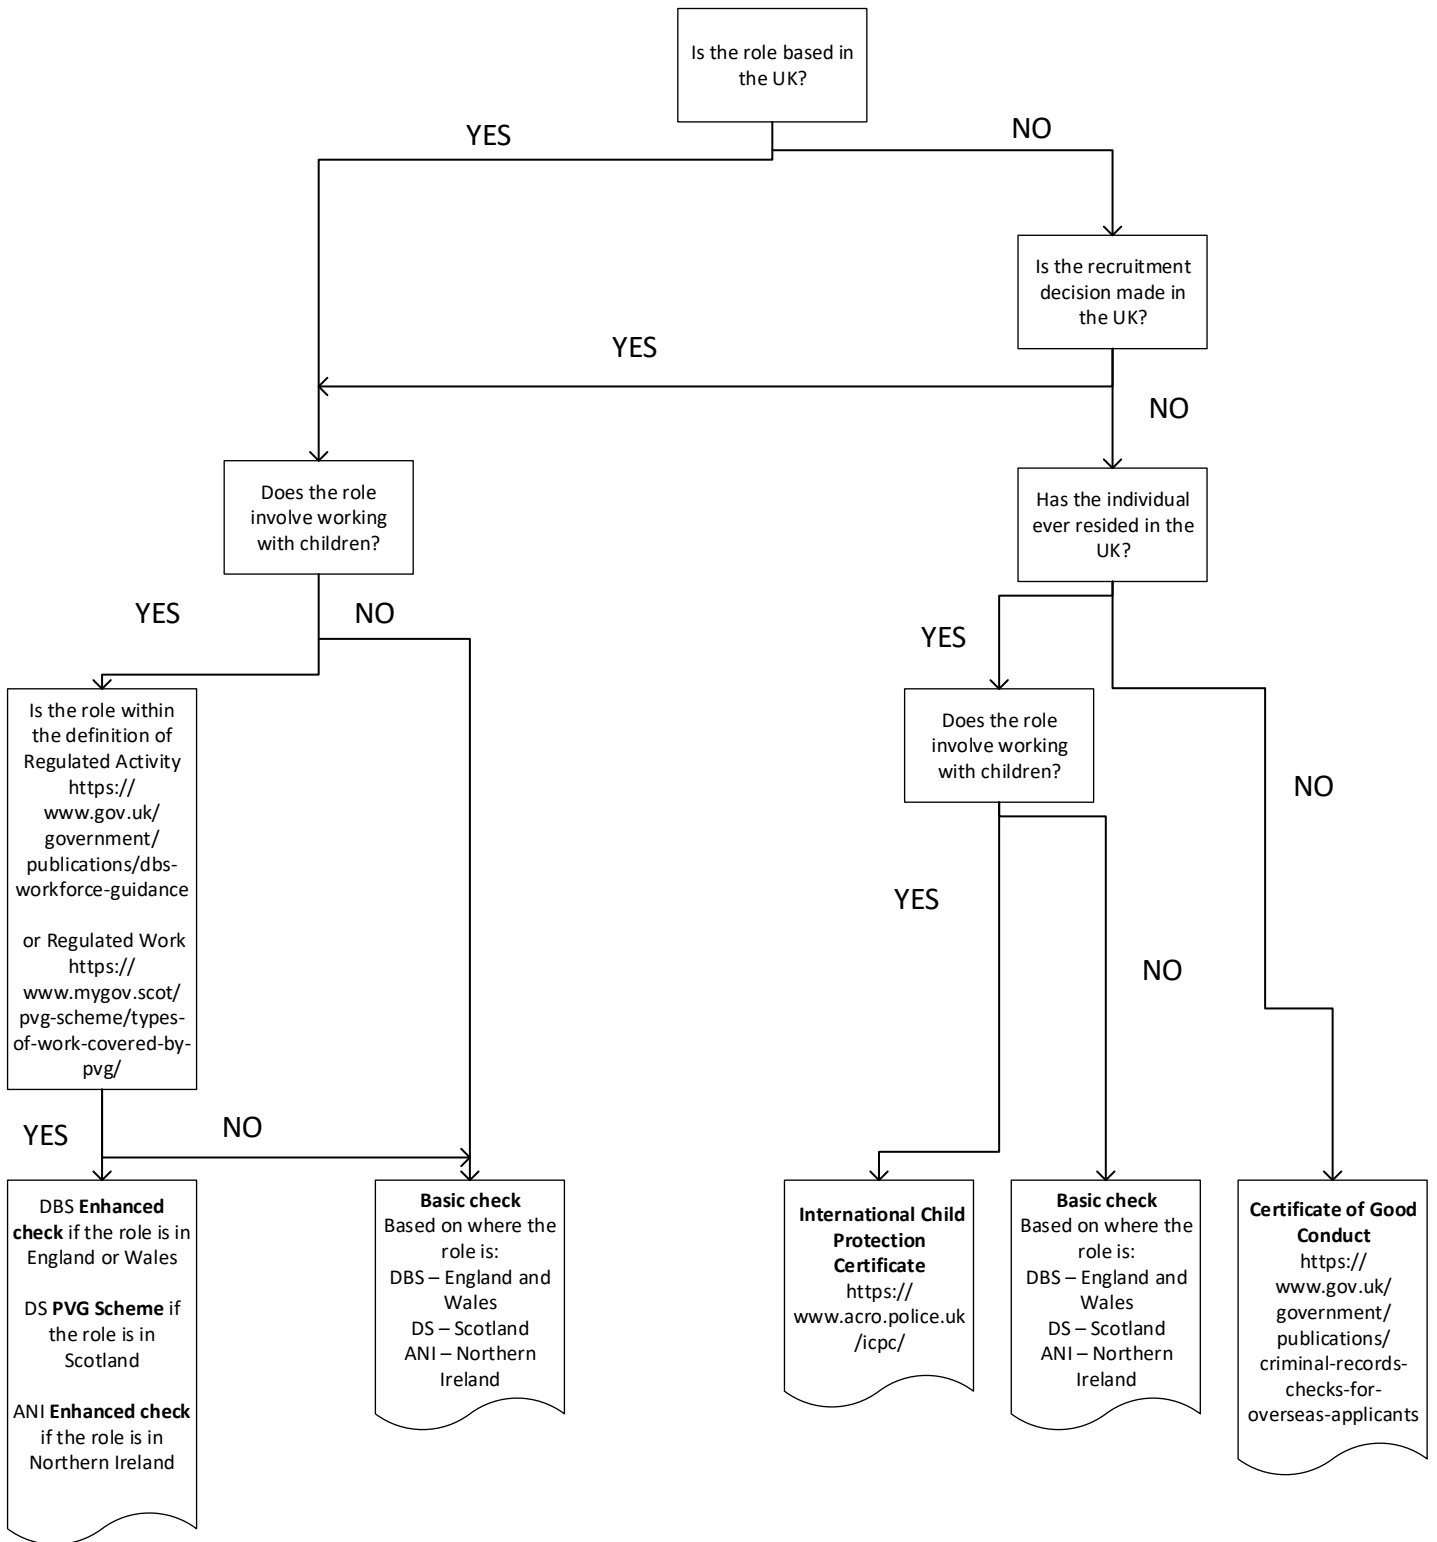 Is the role based in
the UK?
YES
NO
Is the recruitment
decision made in
the UK?
YES
NO
Does the role
involve working
with children?
Has the individual
ever resided in the
UK?
YES
NO
YES
NO
Is the role within
the definition of
Regulated Activity
https://
www.gov.uk/
government/
publications/dbs-
workforce-guidance
or Regulated Work
https://
www.mygov.scot/
pvg-scheme/types-
of-work-covered-by-
pvg/
Does the role
involve working
with children?
YES
NO
YES
NO
DBS Enhanced
check if the role is in
England or Wales
DS PVG Scheme if
the role is in
Scotland
ANI Enhanced check
if the role is in
Northern Ireland
Basic check
Based on where the
role is:
DBS – England and
Wales
DS – Scotland
ANI – Northern
Ireland
International Child
Protection
Certificate
https://
www.acro.police.uk
/icpc/
Basic check
Based on where the
role is:
DBS – England and
Wales
DS – Scotland
ANI – Northern
Ireland
Certificate of Good
Conduct
https://
www.gov.uk/
government/
publications/
criminal-records-
checks-for-
overseas-applicants